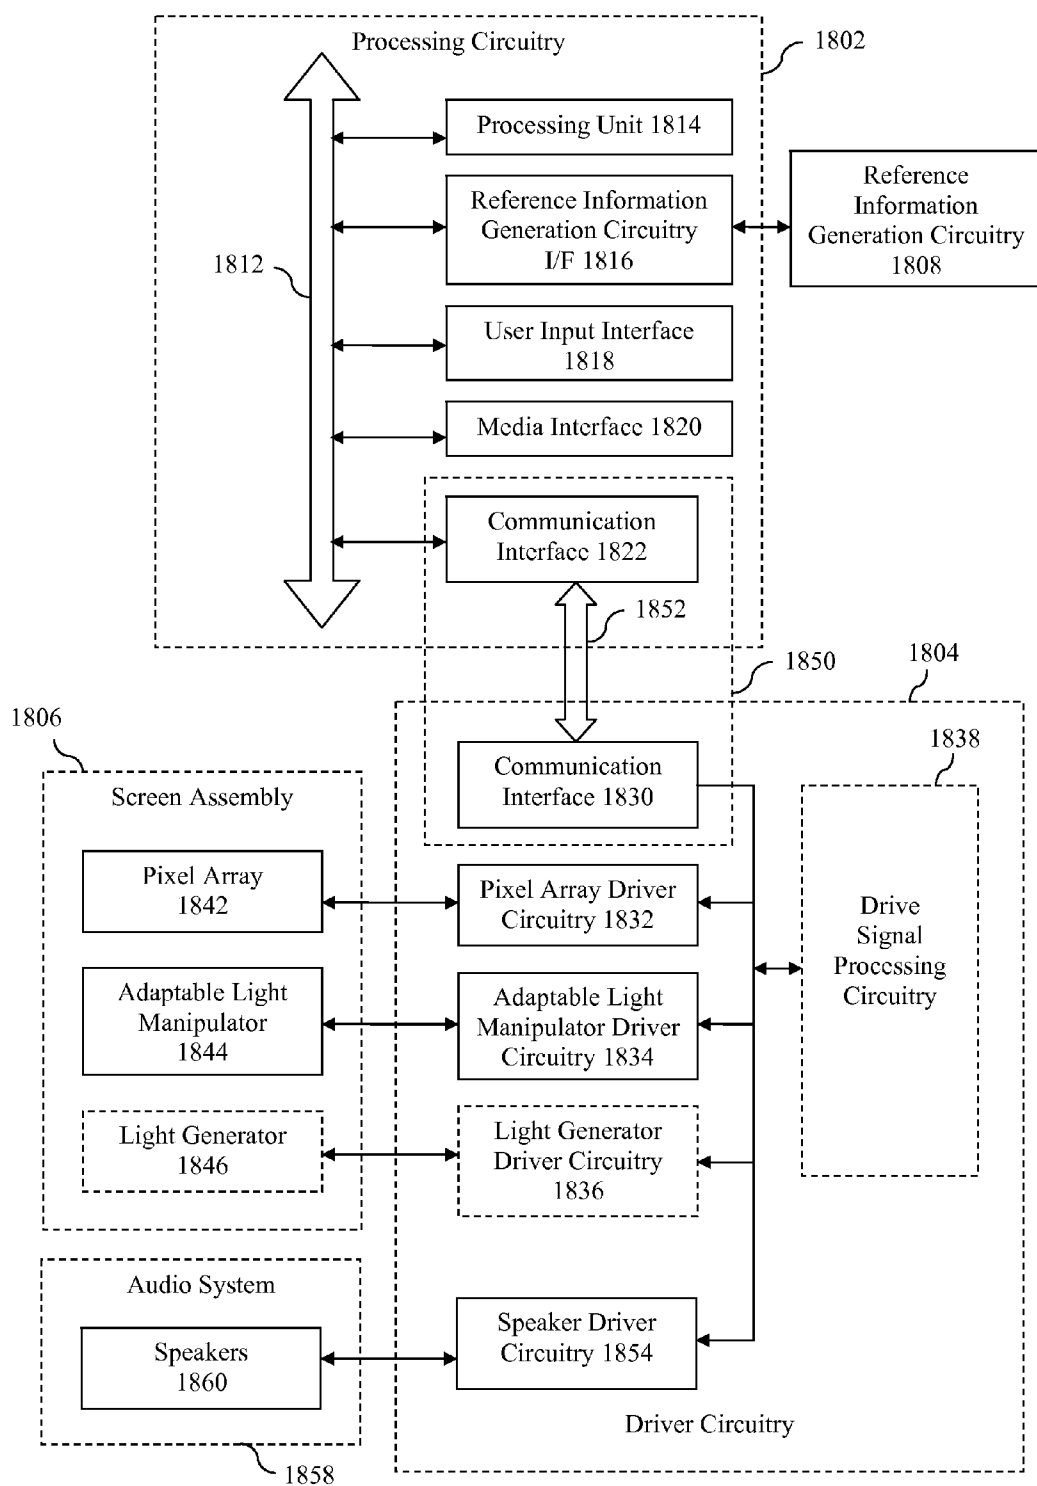 Processing Circuitry
1802
Processing Unit 1814
Reference Information
Generation Circuitry
I/F 1816
Reference
Information
Generation Circuitry
1808
1812
User Input Interface
1818
Media Interface 1820
Communication
Interface 1822
1852
1850
1804
1806
1838
Screen Assembly
Communication
Interface 1830
Pixel Array
1842
Pixel Array Driver
Circuitry 1832
Drive
Signal
Processing
Circuitry
Adaptable Light
Manipulator
1844
Adaptable Light
Manipulator Driver
Circuitry 1834
Light Generator
1846
Light Generator
Driver Circuitry
1836
Audio System
Speakers
1860
Speaker Driver
Circuitry 1854
Driver Circuitry
1858